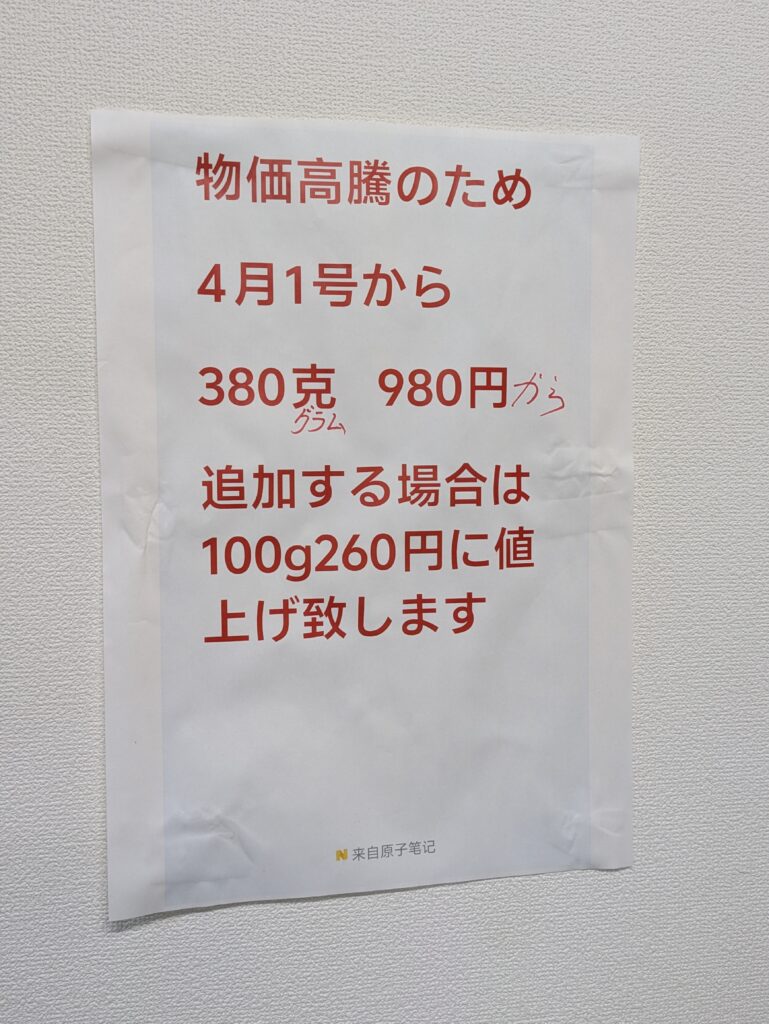 物価高騰のため
4月1号から
380克 980円から
グラム
追加する場合は
100g260円に値
上げ致します
N 来自原子笔记